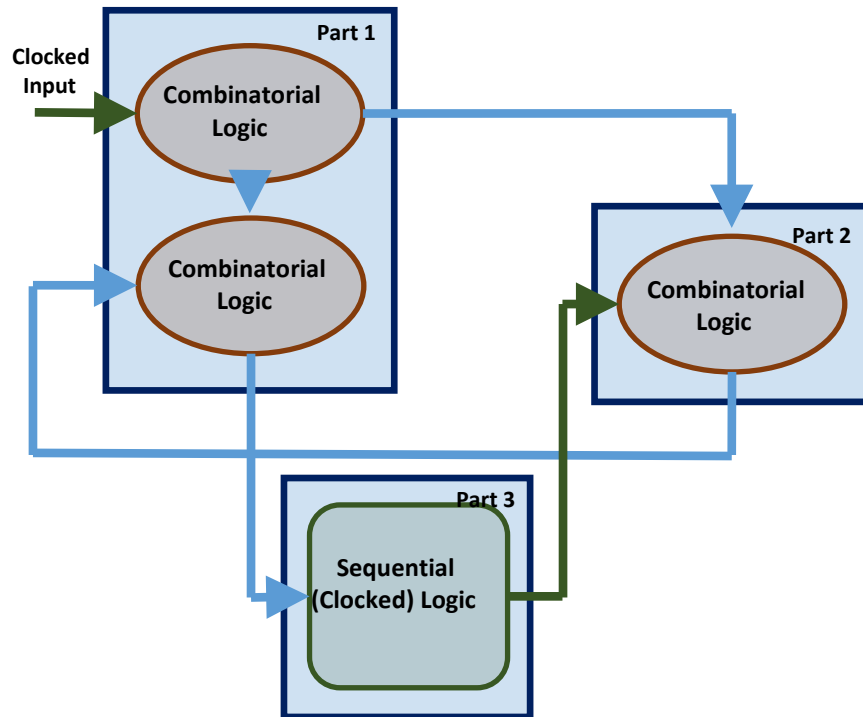 Part 1
Clocked
Input
Combinatorial
Logic
Combinatorial
Logic
Part 2
Combinatorial
Logic
Part 3
Sequential
(Clocked) Logic